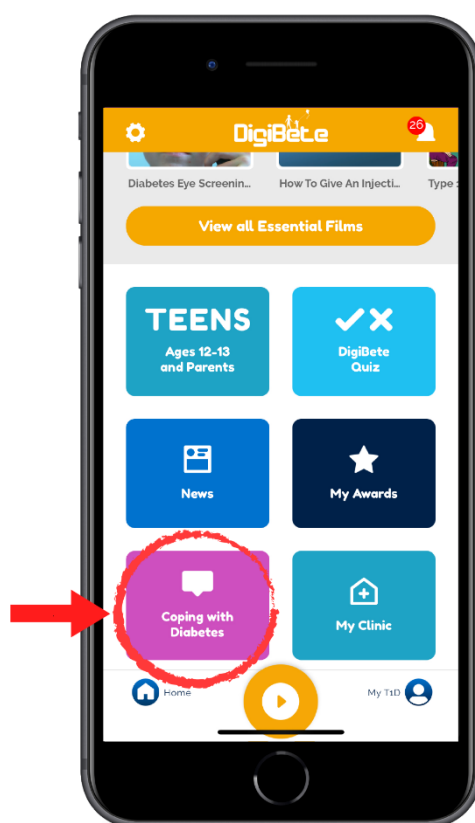 DigiBete
26
Diabetes Eye Screenin...
How To Give An Injecti...
Type
View all Essential Films
TEENS
Ages 12-13
and Parents
DigiBete
Quiz
News
My Awards
Coping with
Diabetes
My Clinic
Home
My T1D